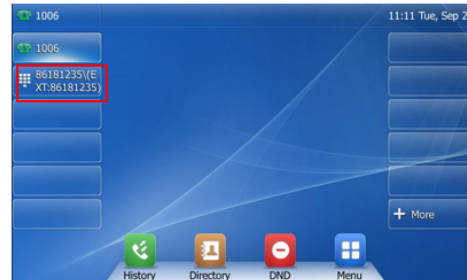 1006
11:11 Tue, Sep 2
1006
86181235\(E
XT:86181235)
+ More
History
Directory
DND
Menu